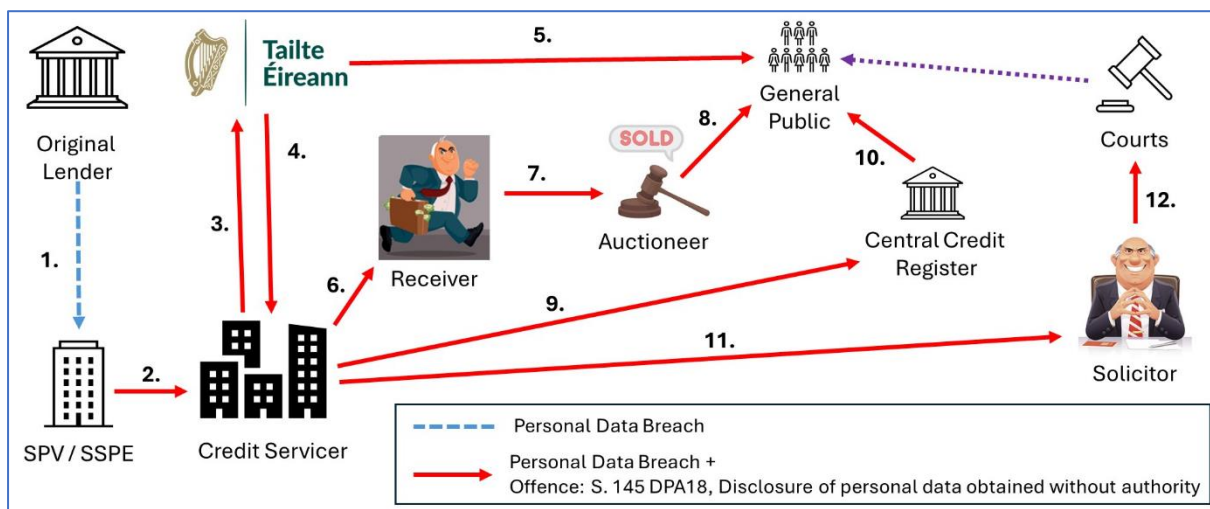 Tailte
Éireann
5.
General
Public
Original
Lender
Courts
4.
SOLD
8.
10.
12.
3.
7.
1.
Auctioneer
Central Credit
Register
Receiver
6.
9.
11.
Solicitor
2.
SPV / SSPE
Credit Servicer
Personal Data Breach
Personal Data Breach +
Offence: S. 145 DPA18, Disclosure of personal data obtained without authority